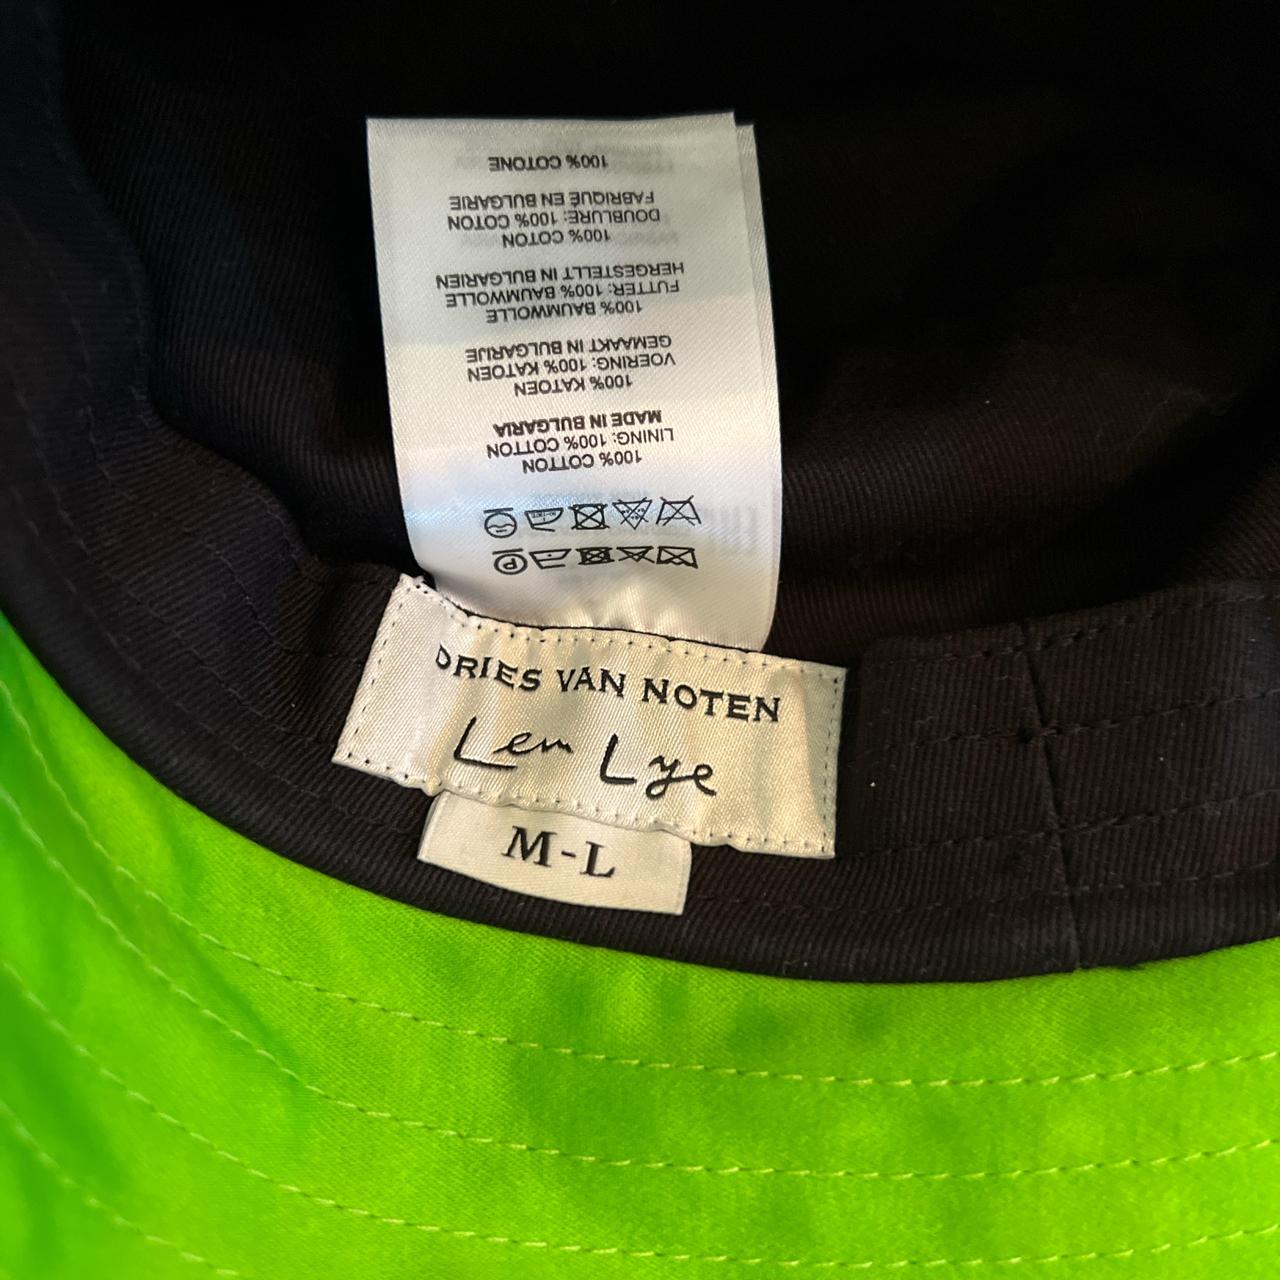 DRIES VAN NOTEN
Len Lye
M-L
100% COTTON
LINING: 100% COTTON
MADE IN BULGARIA
100% KATOEN
VOERING: 100% KATOEN
GEMAAKT IN BULGARIJE
100% BAUMWOLLE
FUTTER: 100% BAUMWOLLE
HERGESTELLT IN BULGARIEN
100% COTON
DOUBLURE: 100% COTON
FABRIQUÉ EN BULGARIE
100% COTONE